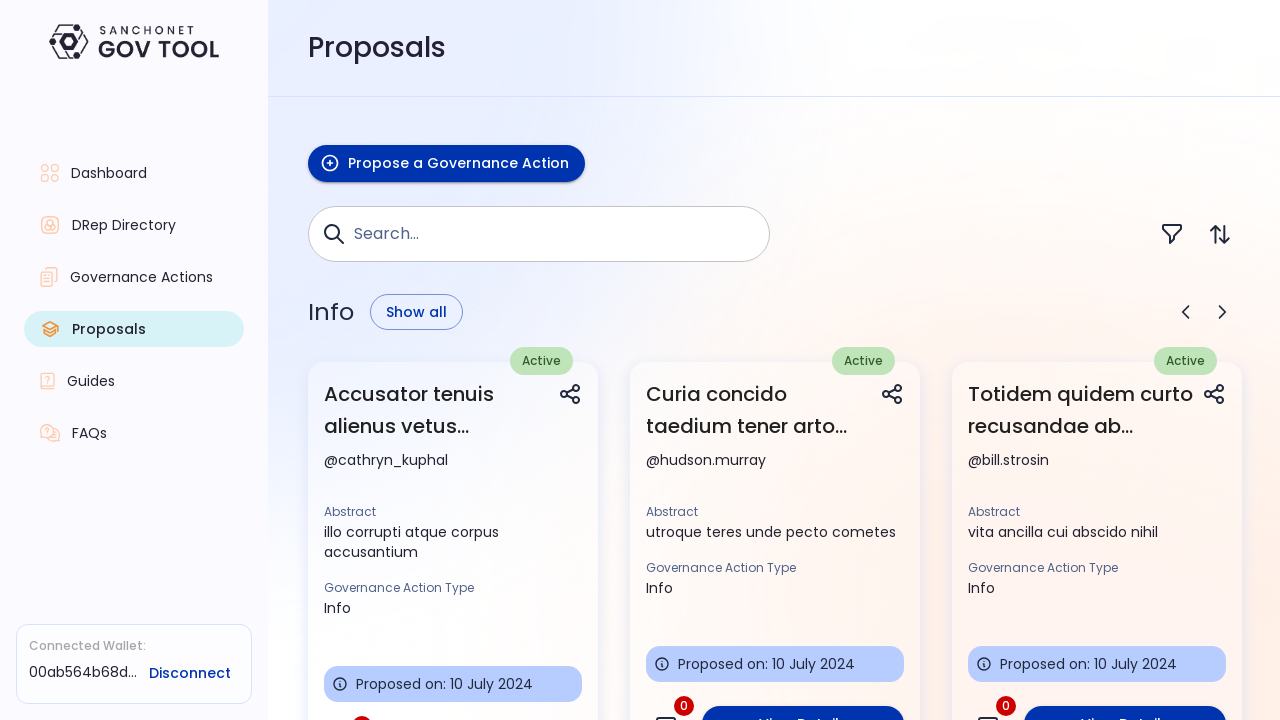 SANCHONET
GOV TOOL
Proposals
Dashboard
DRep Directory
Governance Actions
Proposals
Guides
FAQs
Connected Wallet:
00ab564b68d...
Disconnect
Propose a Governance Action
Search...
Info
Show all
Active
Accusator tenuis
alienus vetus...
@cathryn_kuphal
Abstract
illo corrupti atque corpus
accusantium
Governance Action Type
Info
Proposed on: 10 July 2024
Active
Curia concido
taedium tener arto...
@hudson.murray
Abstract
utroque teres unde pecto cometes
Governance Action Type
Info
Proposed on: 10 July 2024
0
Active
Totidem quidem curto
recusandae ab...
@bill.strosin
Abstract
vita ancilla cui abscido nihil
Governance Action Type
Info
Proposed on: 10 July 2024
0